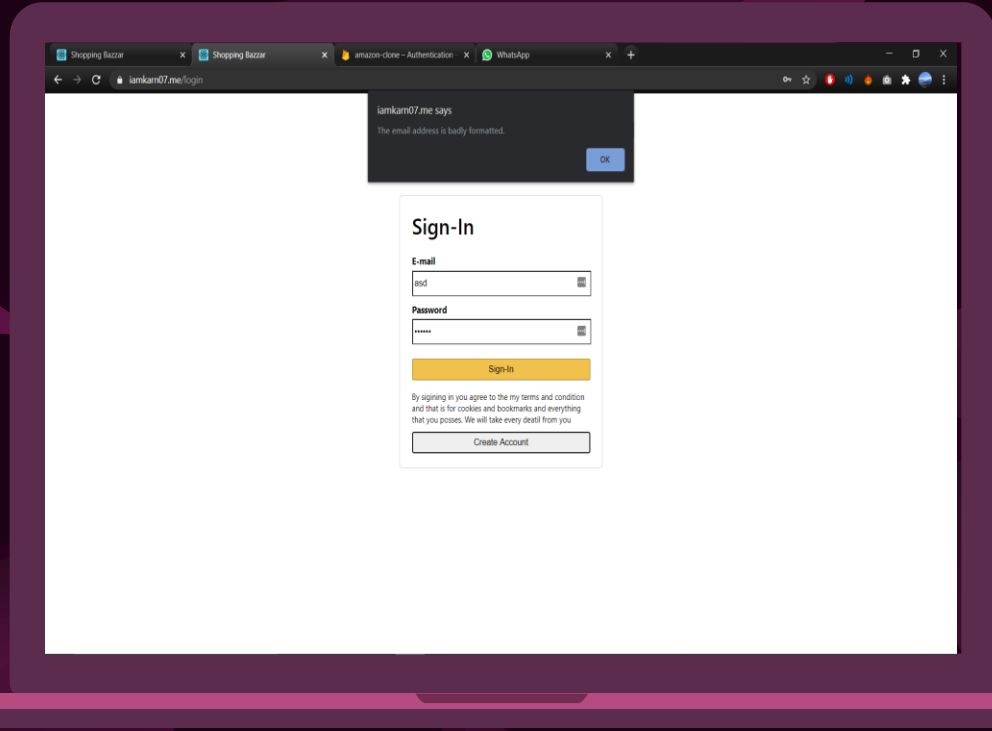 Shopping Bazzar
Shopping Bazzar
amazon-clone – Authentication -
WhatsApp
iamkarn07.me/login
iamkarn07.me says
The email address is badly formatted.
OK
Sign-In
E-mail
asd
Password
••••••
Sign-In
By sigining in you agree to the my terms and condition
and that is for cookies and bookmarks and everything
that you posses. We will take every deatil from you
Create Account